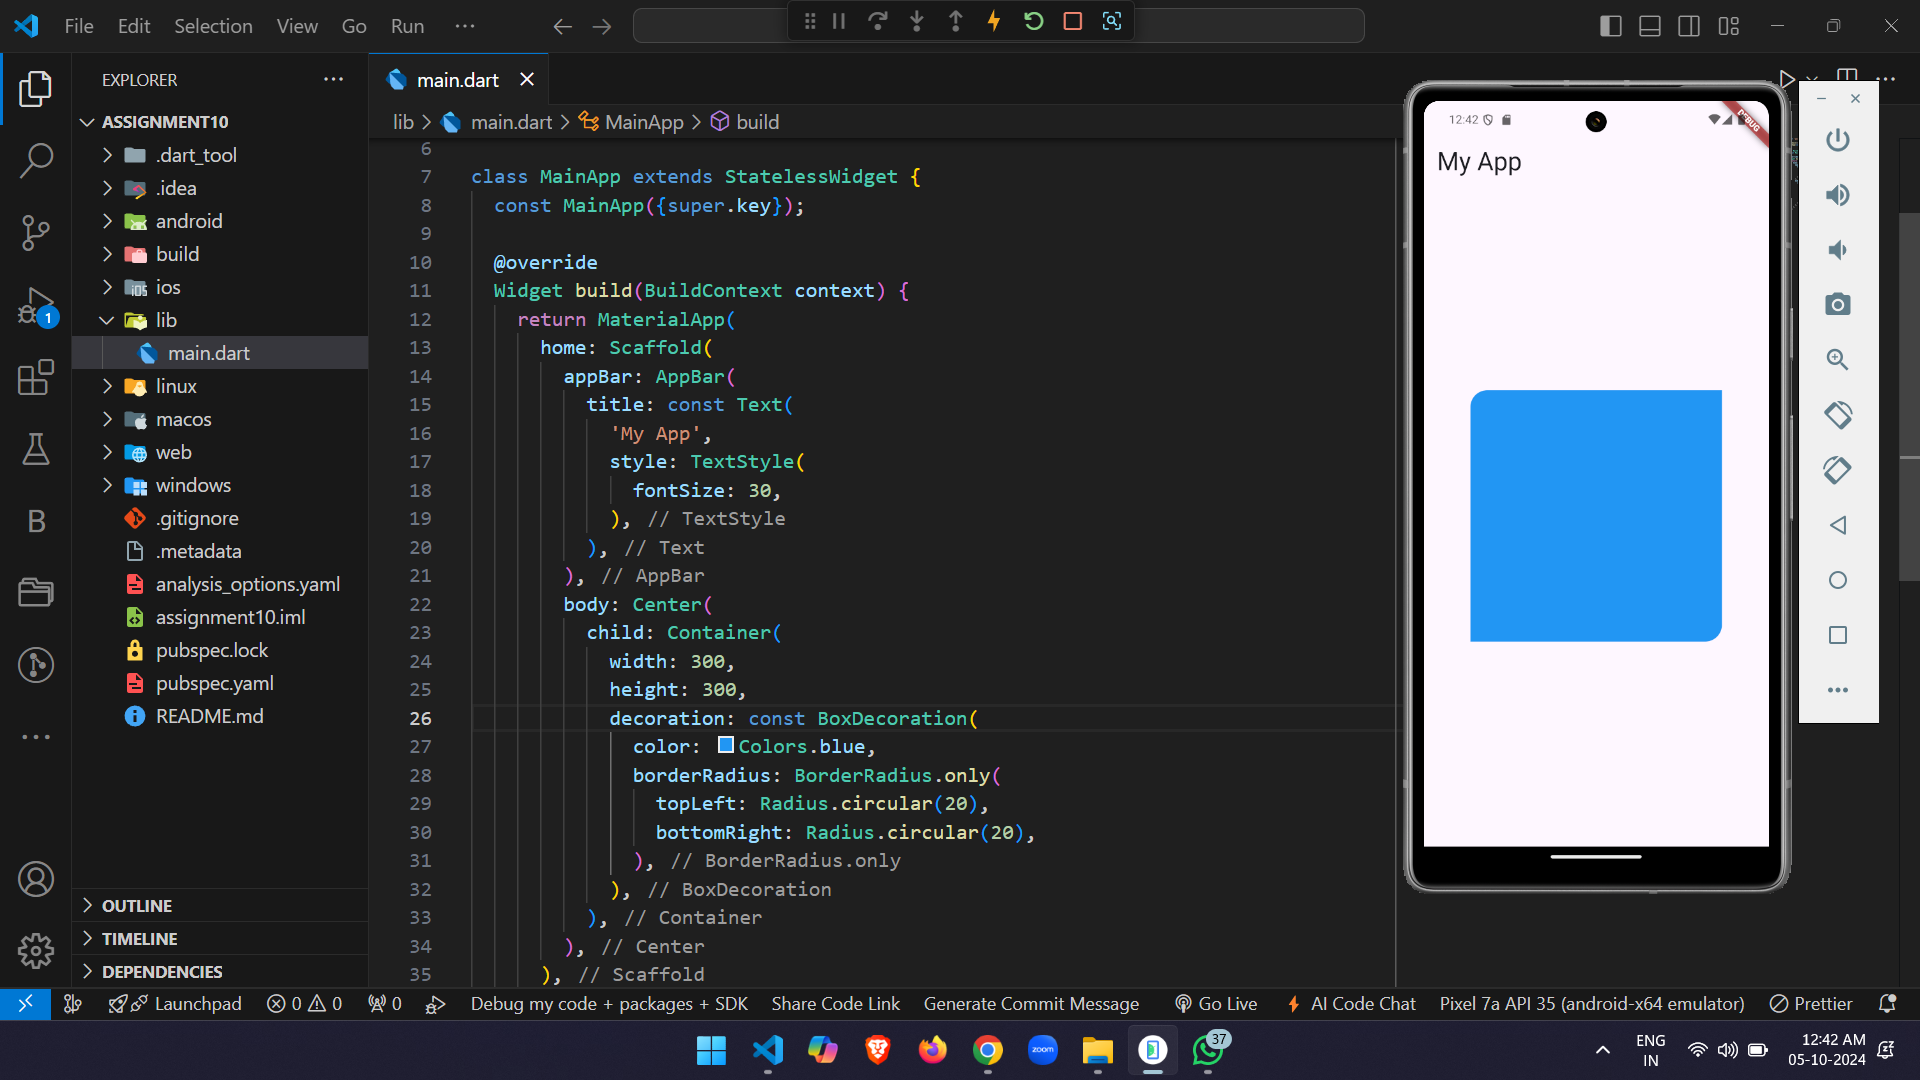 File Edit Selection View Go Run ···
EXPLORER
main.dart
lib > main.dart > MainApp > build
ASSIGNMENT10
.dart_tool
.idea
android
build
ios
lib
main.dart
linux
macos
web
windows
.gitignore
.metadata
analysis_options.yaml
assignment10.iml
pubspec.lock
pubspec.yaml
README.md
OUTLINE
TIMELINE
DEPENDENCIES
1
B
6
7 class MainApp extends StatelessWidget {
8 const MainApp({super.key});
9
10 @override
11 Widget build(BuildContext context) {
12 return MaterialApp(
13 home: Scaffold(
14 appBar: AppBar(
15 title: const Text(
16 'My App',
17 style: TextStyle(
18 fontSize: 30,
19 ), // TextStyle
20 ), // Text
21 ), // AppBar
22 body: Center(
23 child: Container(
24 width: 300,
25 height: 300,
26 decoration: const BoxDecoration(
27 color: Colors.blue,
28 borderRadius: BorderRadius.only(
29 topLeft: Radius.circular(20),
30 bottomRight: Radius.circular(20),
31 ), // BorderRadius.only
32 ), // BoxDecoration
33 ), // Container
34 ), // Center
35 ), // Scaffold
12:42
DEBUG
My App
Launchpad 0 0 0 Debug my code + packages + SDK Share Code Link Generate Commit Message Go Live AI Code Chat Pixel 7a API 35 (android-x64 emulator) Prettier
zoom
37
ENG
IN
12:42 AM
05-10-2024